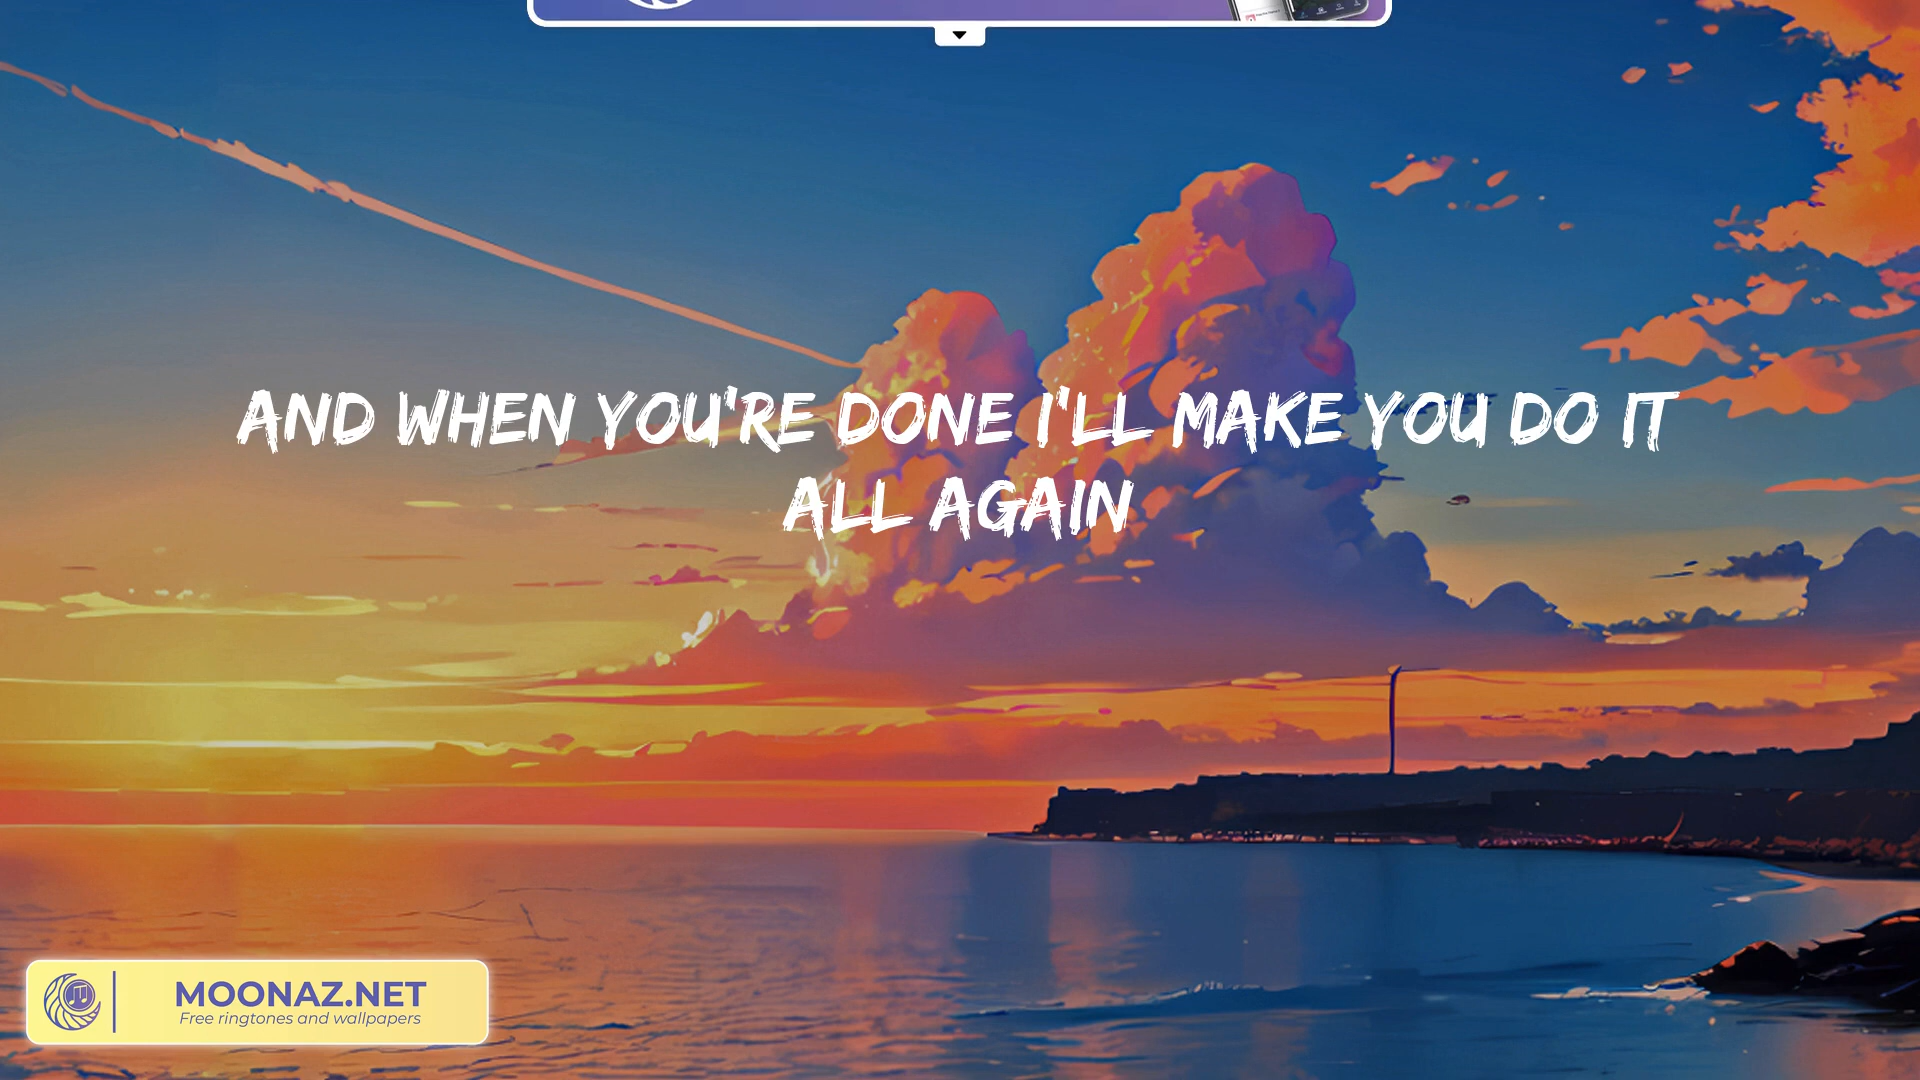 AND WHEN YOU'RE DONE I'LL MAKE YOU DO IT
ALL AGAIN
MOONAZ.NET
Free ringtones and wallpapers